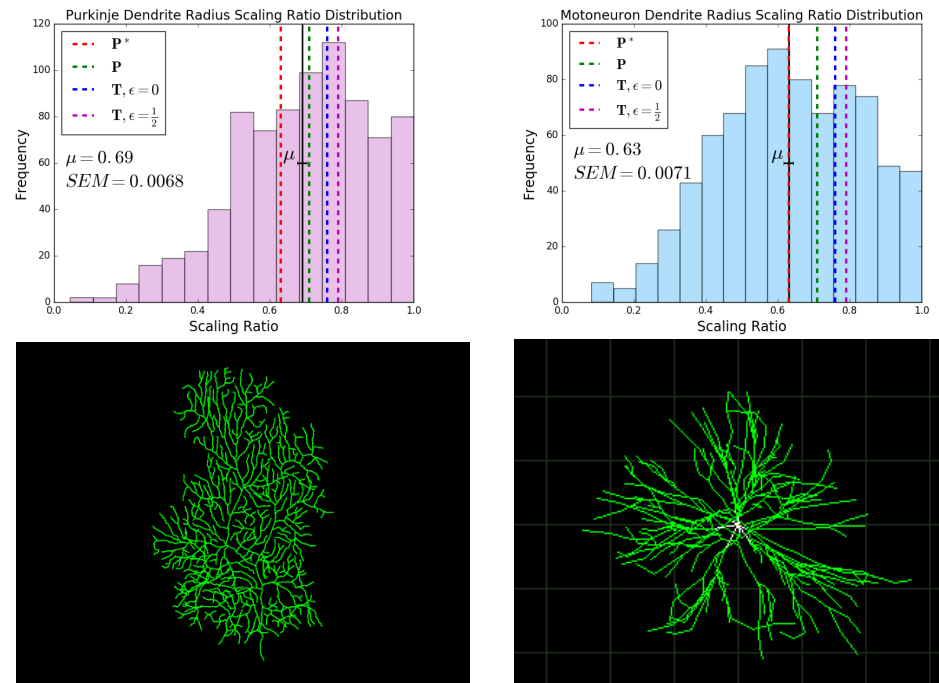 Purkinje Dendrite Radius Scaling Ratio Distribution
120
100
80
60
40
20
0
Frequency
P*
P
T, ϵ=0
T, ϵ=1/2
μ=0.69
SEM=0.0068
μ
0.0 0.2 0.4 0.6 0.8 1.0
Scaling Ratio
Motoneuron Dendrite Radius Scaling Ratio Distribution
100
80
60
40
20
0
Frequency
P*
P
T, ϵ=0
T, ϵ=1/2
μ=0.63
SEM=0.0071
μ
0.0 0.2 0.4 0.6 0.8 1.0
Scaling Ratio